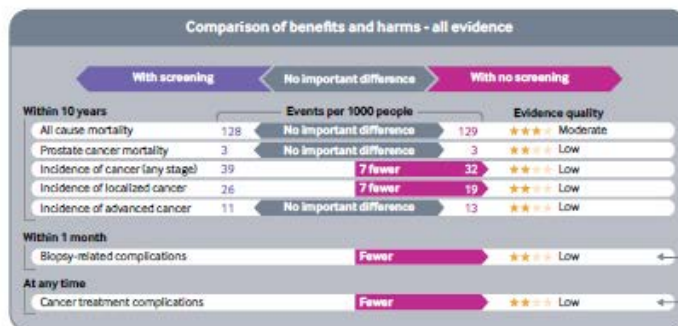 Comparison of benefits and harms - all evidence
With screening No important difference With no screening
Within 10 years Events per 1000 people Evidence quality
All cause mortality 128 No important difference 129 Moderate
Prostate cancer mortality 3 No important difference 3 Low
Incidence of cancer (any stage) 39 7 fewer 32 Low
Incidence of localized cancer 26 7 fewer 19 Low
Incidence of advanced cancer 11 No important difference 13 Low
Within 1 month
Biopsy-related complications Fewer Low
At any time
Cancer treatment complications Fewer Low